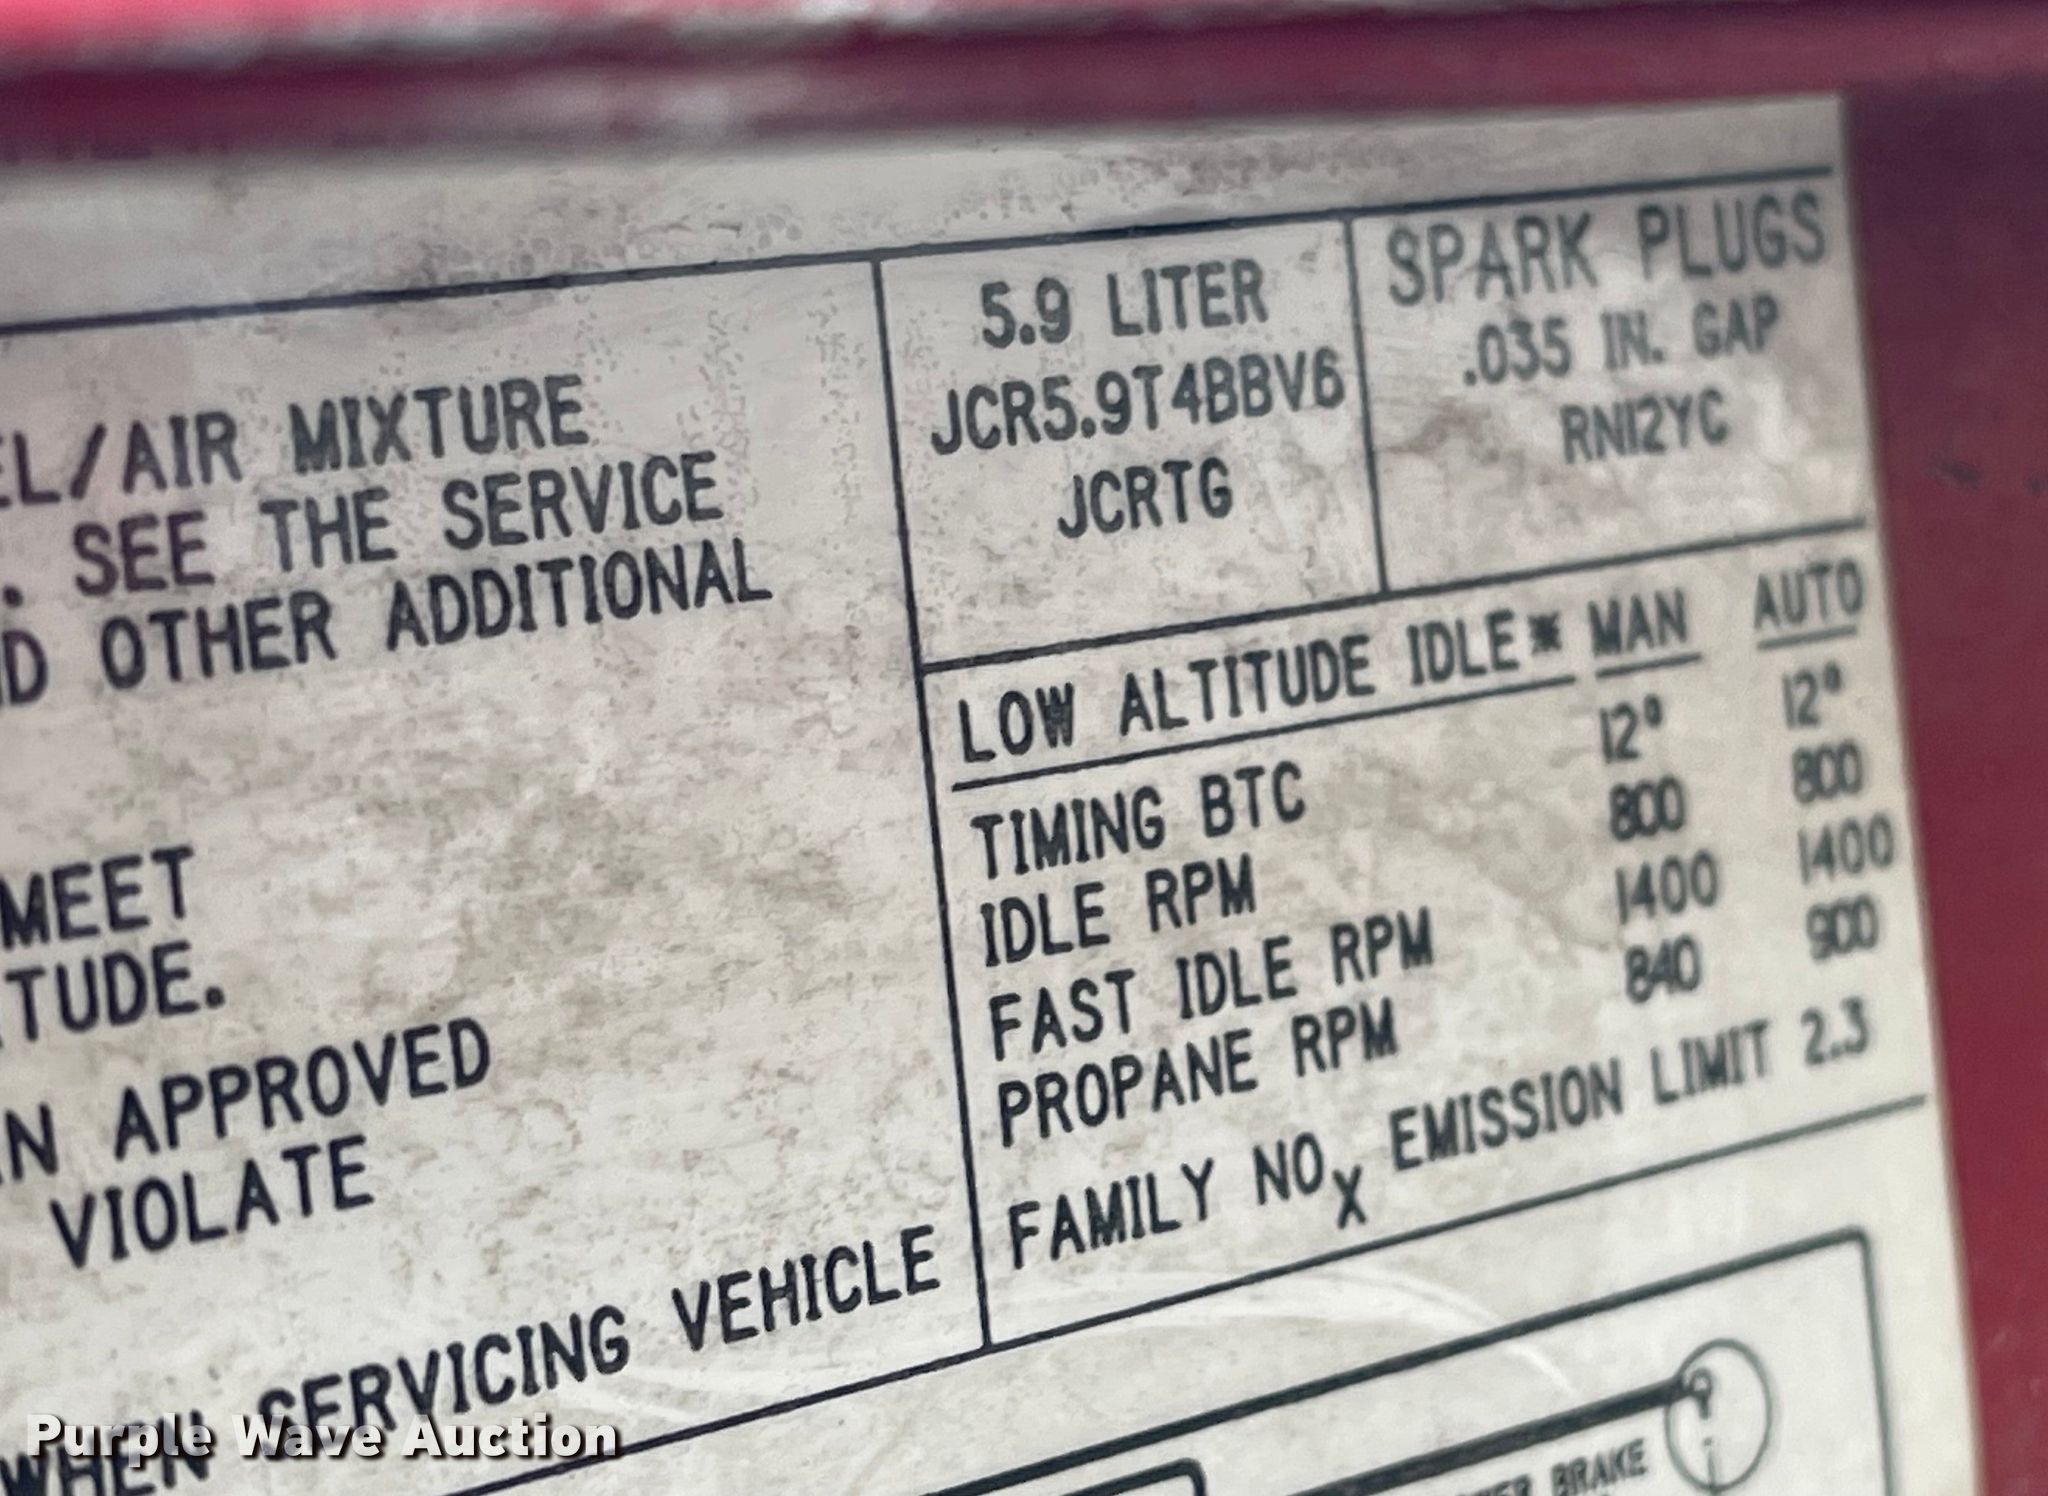 5.9 LITER
JCR5.9T4BBV6
JCRTG
SPARK PLUGS
.035 IN. GAP
RN12YC
EL/AIR MIXTURE
. SEE THE SERVICE
D OTHER ADDITIONAL
MEET
TUDE.
N APPROVED
VIOLATE
WHEN SERVICING VEHICLE
LOW ALTITUDE IDLE* MAN AUTO
TIMING BTC 12° 12°
IDLE RPM 800 800
FAST IDLE RPM 1400 1400
PROPANE RPM 840 900
FAMILY NOX EMISSION LIMIT 2.3
BRAKE
Purple Wave Auction